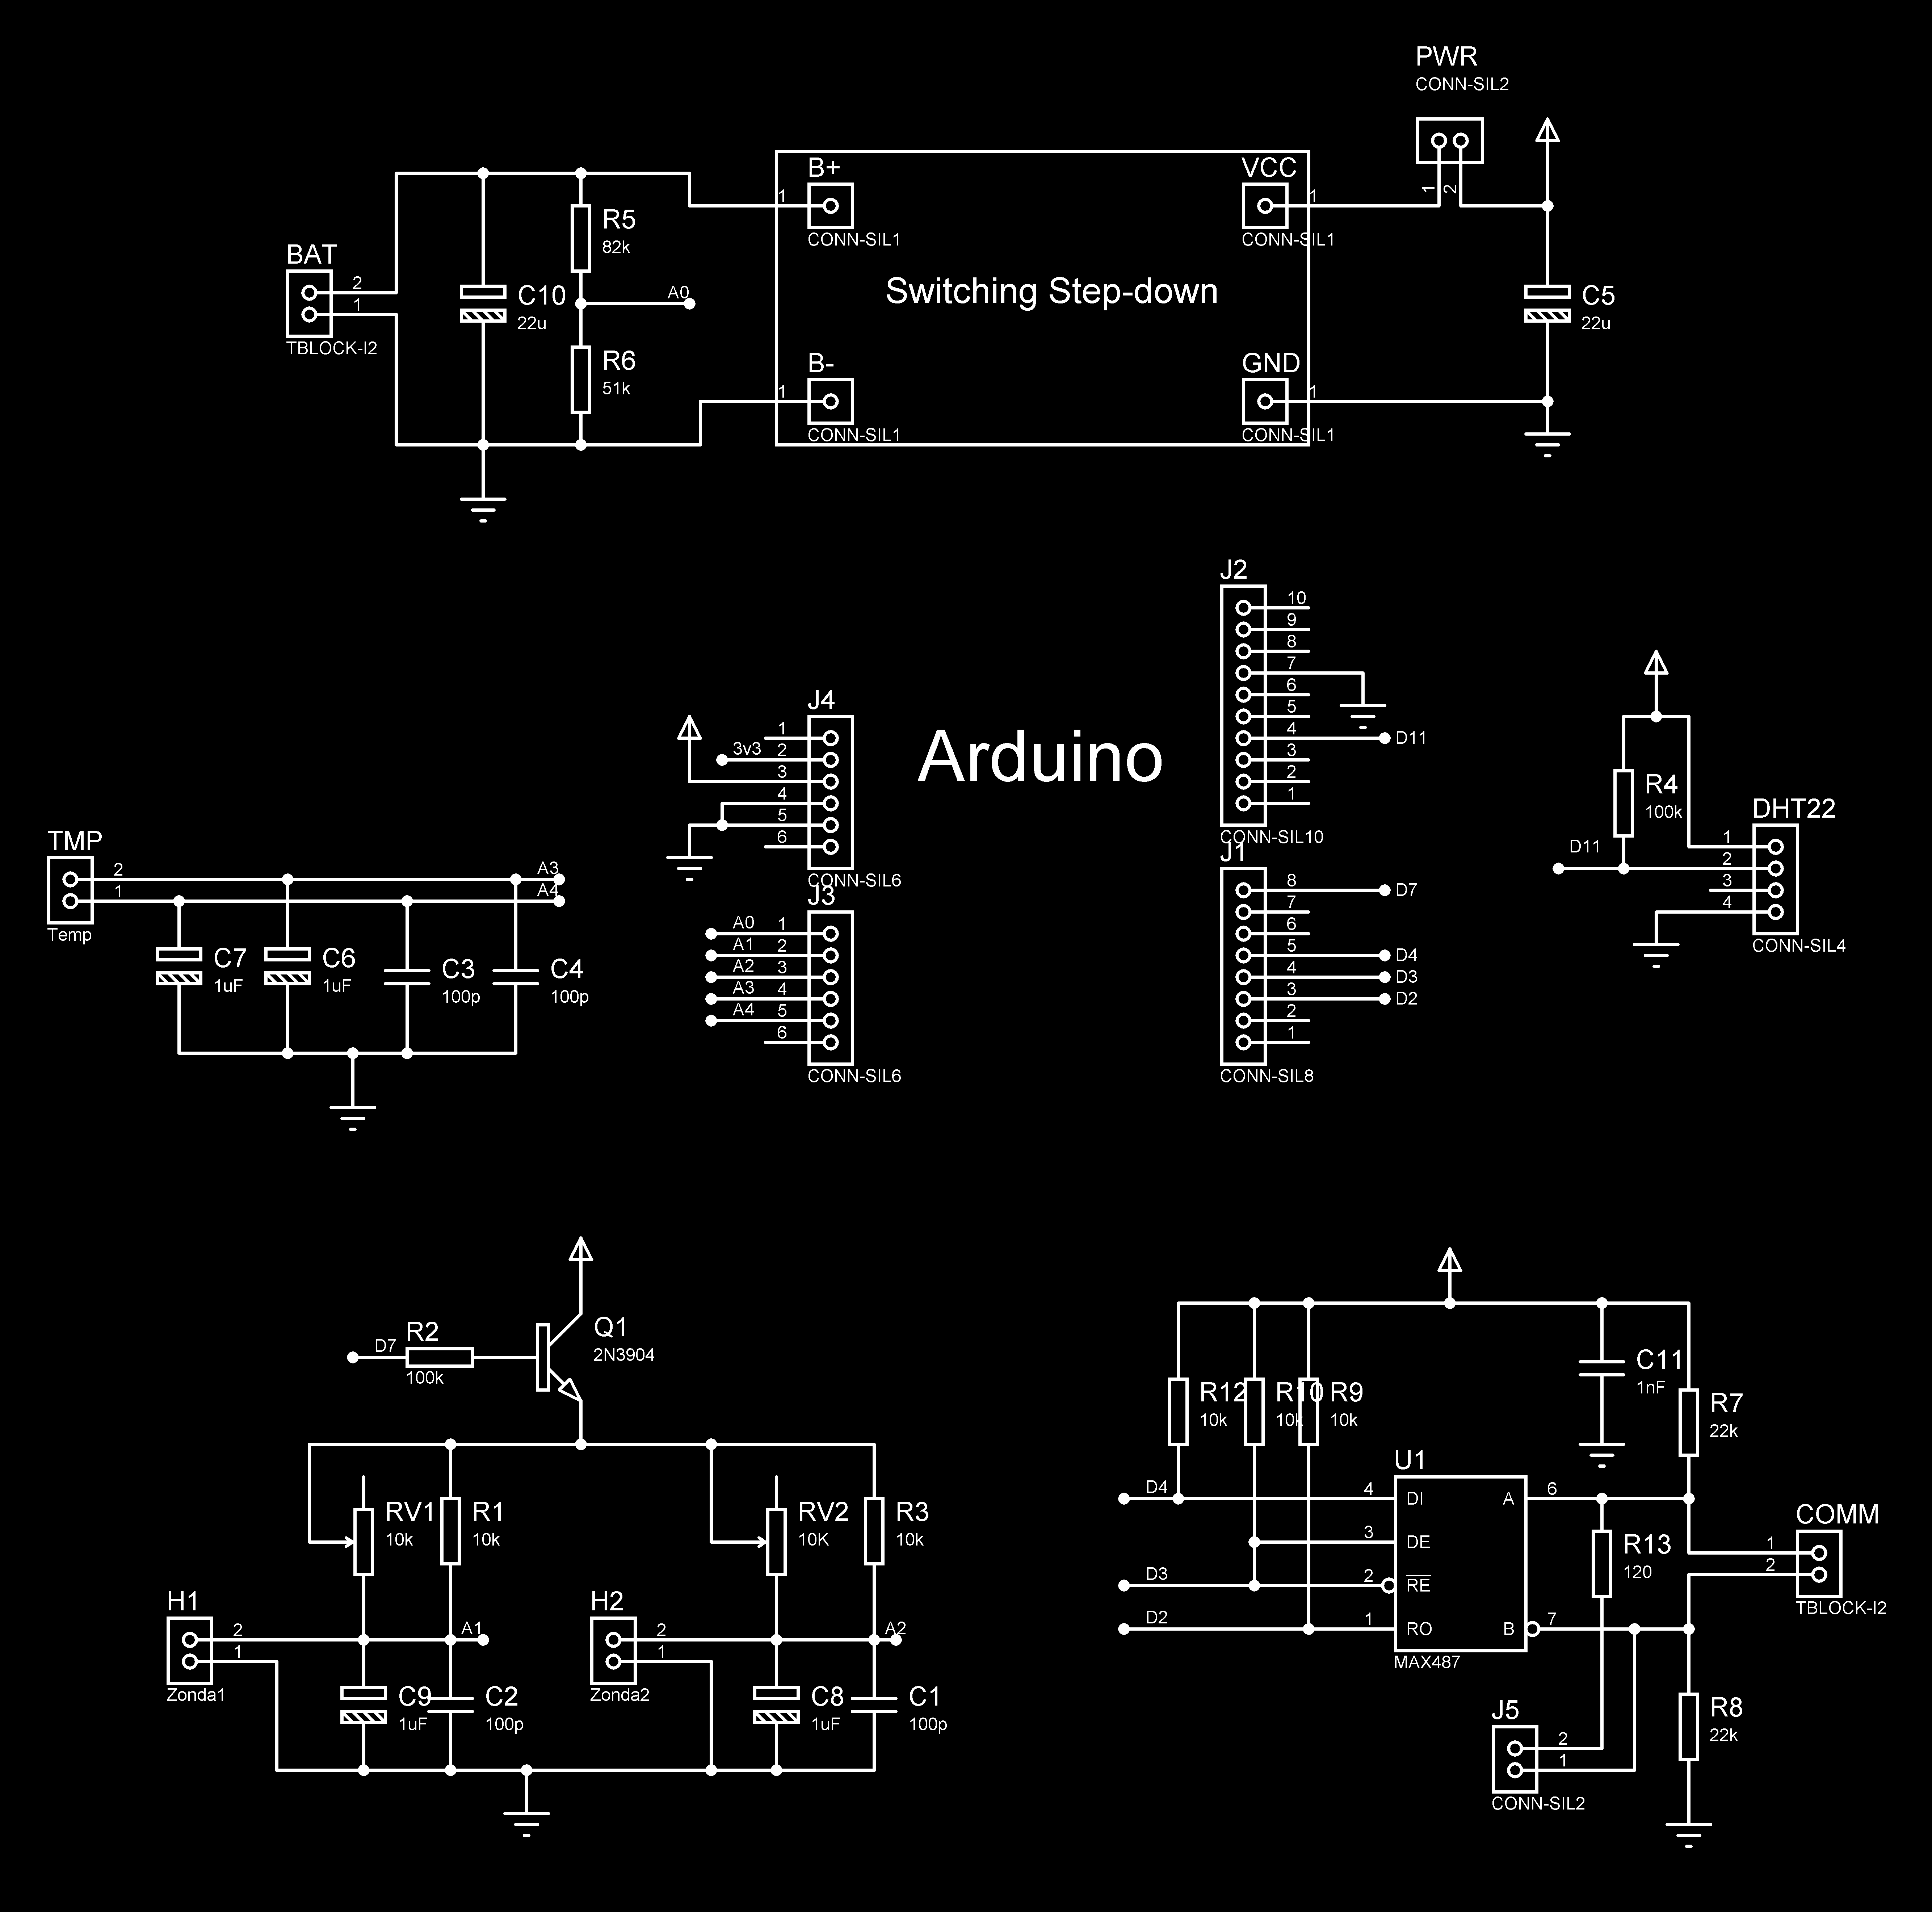 PWR
CONN-SIL2
1
2
BAT
2
1
TBLOCK-I2
C10
22u
R5
82k
A0
R6
51k
B+
1
CONN-SIL1
B-
1
CONN-SIL1
Switching Step-down
VCC
1
CONN-SIL1
GND
1
CONN-SIL1
C5
22u
J4
1
3v3
2
3
4
5
6
CONN-SIL6
J3
A0
1
A1
2
A2
3
A3
4
A4
5
6
CONN-SIL6
Arduino
J2
10
9
8
7
6
5
4
D11
3
2
1
CONN-SIL10
J1
8
D7
7
6
5
D4
4
D3
3
D2
2
1
CONN-SIL8
R4
100k
D11
DHT22
1
2
3
4
CONN-SIL4
TMP
2
1
Temp
A3
A4
C7
1uF
C6
1uF
C3
100p
C4
100p
D7
R2
100k
Q1
2N3904
RV1
10k
R1
10k
RV2
10K
R3
10k
H1
2
1
Zonda1
A1
C9
1uF
C2
100p
H2
2
1
Zonda2
A2
C8
1uF
C1
100p
R12
10k
R10
10k
R9
10k
C11
1nF
R7
22k
D4
D3
D2
U1
4
DI
3
DE
2
RE
1
RO
A
6
B
7
MAX487
R13
120
COMM
1
2
TBLOCK-I2
J5
2
1
CONN-SIL2
R8
22k